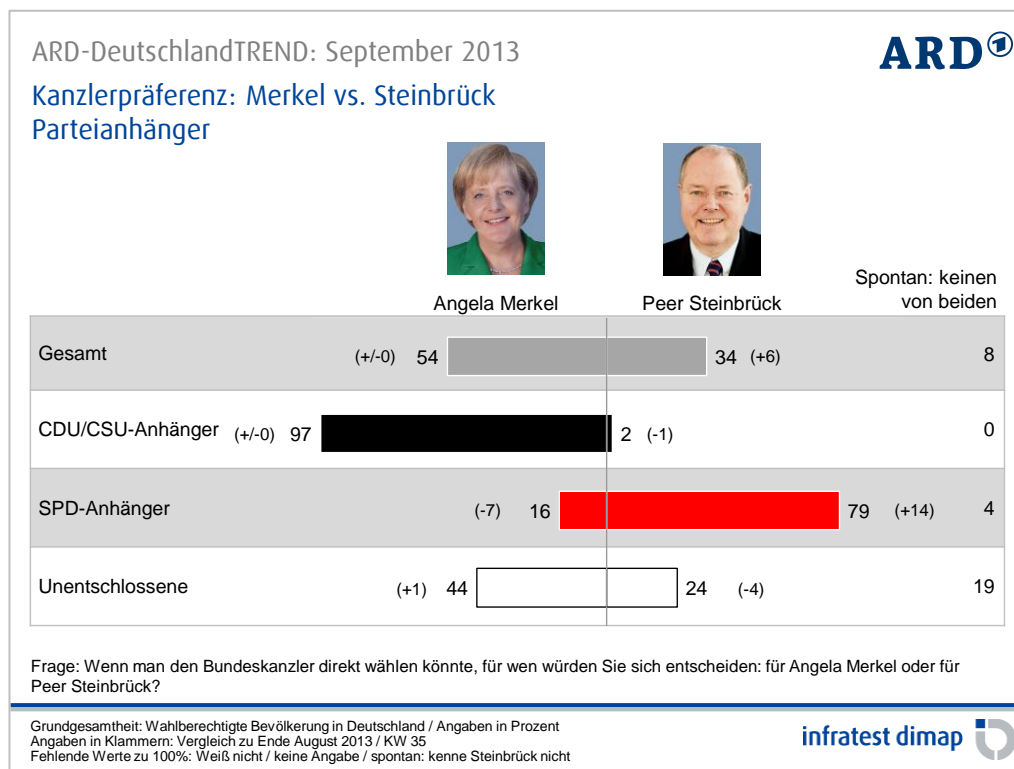 ARD-DeutschlandTREND: September 2013
ARD
Kanzlerpräferenz: Merkel vs. Steinbrück
Parteianhänger
Spontan: keinen
von beiden
Angela Merkel Peer Steinbrück
Gesamt (+/-0) 54 34 (+6) 8
CDU/CSU-Anhänger (+/-0) 97 2 (-1) 0
SPD-Anhänger (-7) 16 79 (+14) 4
Unentschlossene (+1) 44 24 (-4) 19
Frage: Wenn man den Bundeskanzler direkt wählen könnte, für wen würden Sie sich entscheiden: für Angela Merkel oder für
Peer Steinbrück?
Grundgesamtheit: Wahlberechtigte Bevölkerung in Deutschland / Angaben in Prozent
Angaben in Klammern: Vergleich zu Ende August 2013 / KW 35
Fehlende Werte zu 100%: Weiß nicht / keine Angabe / spontan: kenne Steinbrück nicht
infratest dimap